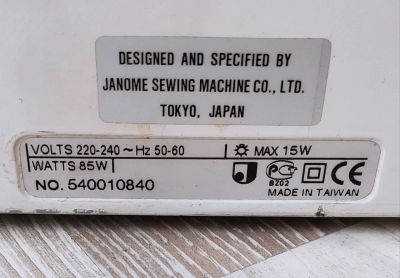 DESIGNED AND SPECIFIED BY
JANOME SEWING MACHINE CO., LTD.
TOKYO, JAPAN
VOLTS 220-240 ~ Hz 50-60 MAX 15W
WATTS 85W
NO. 540010840
BZ02
MADE IN TAIWAN